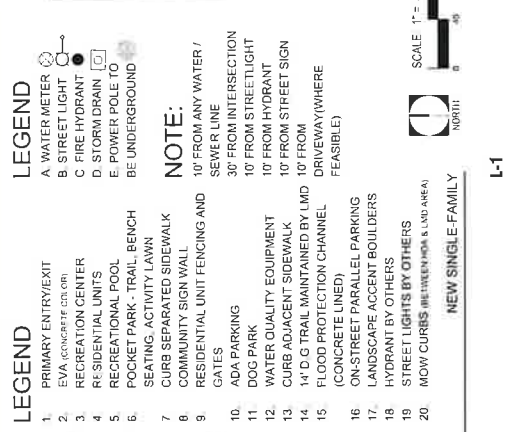 LEGEND
1. PRIMARY ENTRY/EXIT
2. EVA (CONCRETE COLOR)
3. RECREATION CENTER
4 RESIDENTIAL UNITS
5. RECREATIONAL POOL
6. POCKET PARK - TRAIL, BENCH
SEATING, ACTIVITY LAWN
7 CURB SEPARATED SIDEWALK
8. COMMUNITY SIGN WALL
9. RESIDENTIAL UNIT FENCING AND
GATES
10. ADA PARKING
11. DOG PARK
12. WATER QUALITY EQUIPMENT
13. CURB ADJACENT SIDEWALK
14. 14' D.G TRAIL MAINTAINED BY LMD
15. FLOOD PROTECTION CHANNEL
(CONCRETE LINED)
16. ON-STREET PARALLEL PARKING
17. LANDSCAPE ACCENT BOULDERS
18. HYDRANT BY OTHERS
19 STREET LIGHTS BY OTHERS
20. MOW CURBS (BETWEEN HOA & LMD AREA)
NEW SINGLE-FAMILY
LEGEND
A. WATER METER
B. STREET LIGHT
C FIRE HYDRANT
D. STORM DRAIN
E. POWER POLE TO
BE UNDERGROUND
NOTE:
10' FROM ANY WATER /
SEWER LINE
30' FROM INTERSECTION
10' FROM STREETLIGHT
10' FROM HYDRANT
10' FROM STREET SIGN
10' FROM
DRIVEWAY(WHERE
FEASIBLE)
NORTH
SCALE 1" =
0 40
L-1